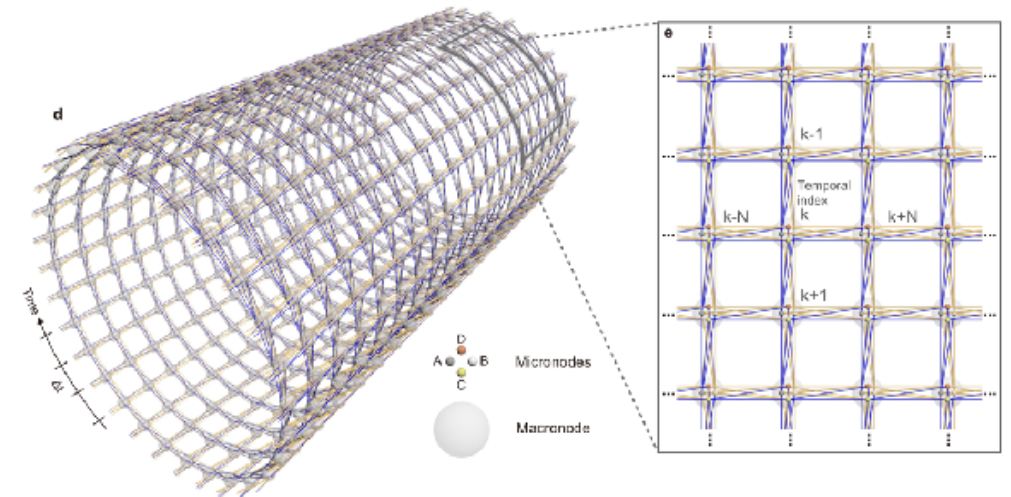 d
Time
Δt
D
A
B
C
Micronodes
Macronode
e
k-1
Temporal
index
k
k-N
k+N
k+1